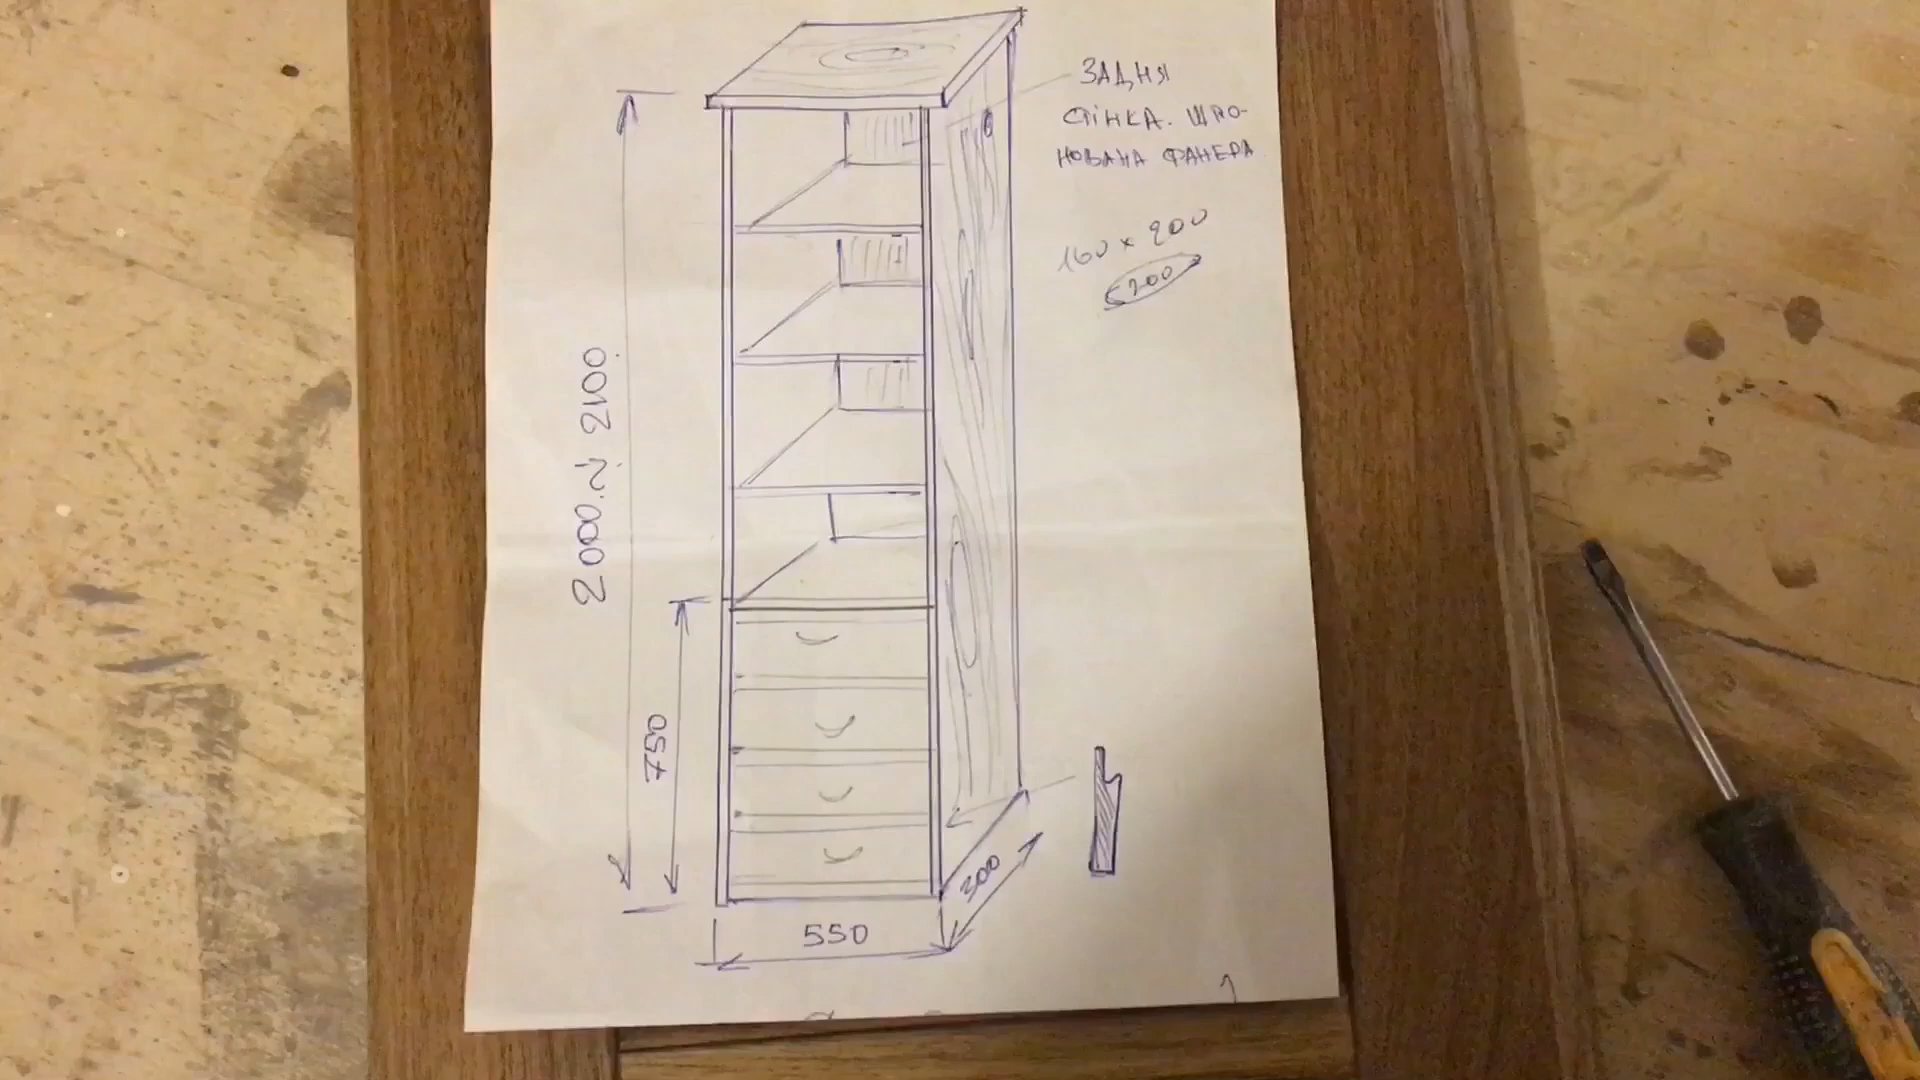 ЗАДНЯ
СТІНКА. ШПО-
НОВАНА ФАНЕРА
160 x 200
200
2100
2000
750
300
550